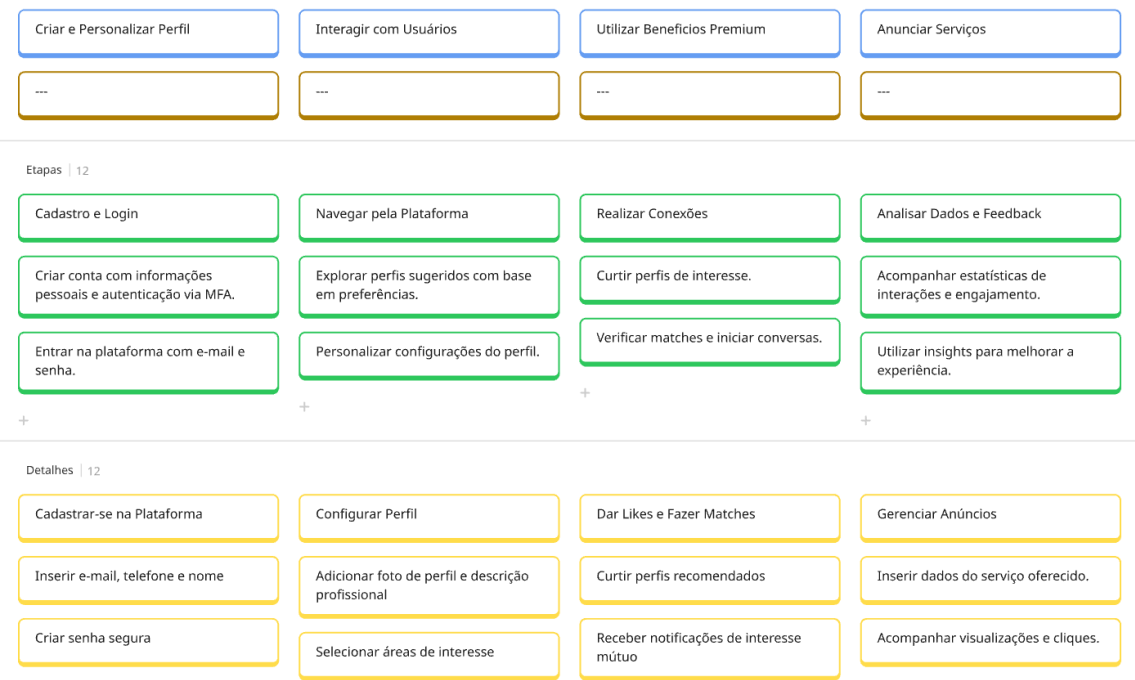 Criar e Personalizar Perfil
Interagir com Usuários
Utilizar Beneficios Premium
Anunciar Serviços
---
---
---
---
Etapas 12
Cadastro e Login
Navegar pela Plataforma
Realizar Conexões
Analisar Dados e Feedback
Criar conta com informações
pessoais e autenticação via MFA.
Explorar perfis sugeridos com base
em preferências.
Curtir perfis de interesse.
Acompanhar estatísticas de
interações e engajamento.
Entrar na plataforma com e-mail e
senha.
Personalizar configurações do perfil.
Verificar matches e iniciar conversas.
Utilizar insights para melhorar a
experiência.
+
+
+
+
Detalhes 12
Cadastrar-se na Plataforma
Configurar Perfil
Dar Likes e Fazer Matches
Gerenciar Anúncios
Inserir e-mail, telefone e nome
Adicionar foto de perfil e descrição
profissional
Curtir perfis recomendados
Inserir dados do serviço oferecido.
Criar senha segura
Selecionar áreas de interesse
Receber notificações de interesse
mútuo
Acompanhar visualizações e cliques.